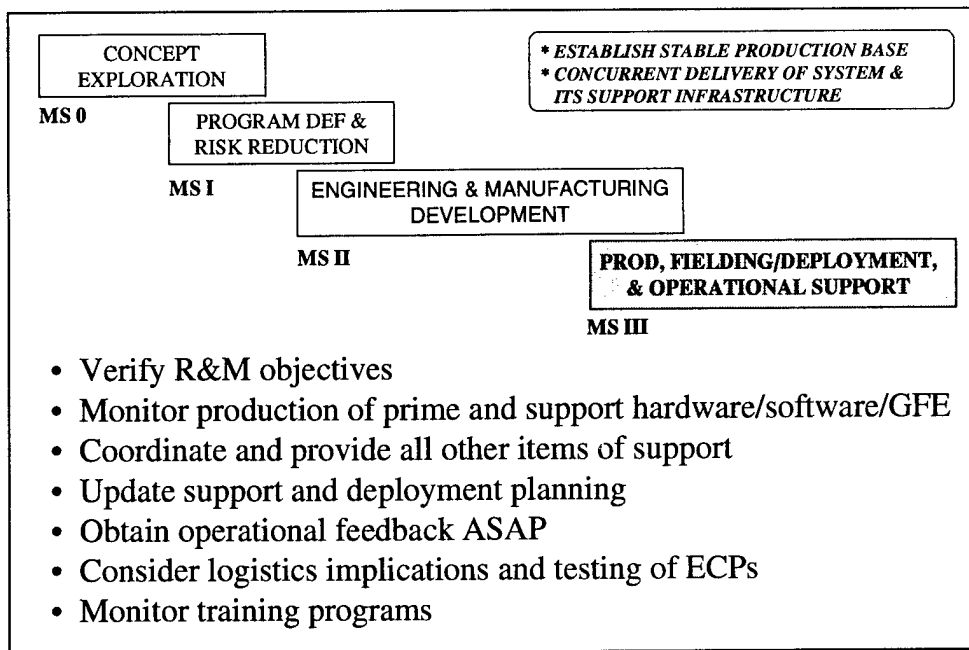 CONCEPT
EXPLORATION
* ESTABLISH STABLE PRODUCTION BASE
* CONCURRENT DELIVERY OF SYSTEM &
ITS SUPPORT INFRASTRUCTURE
MS 0
PROGRAM DEF &
RISK REDUCTION
MS I
ENGINEERING & MANUFACTURING
DEVELOPMENT
MS II
PROD, FIELDING/DEPLOYMENT,
& OPERATIONAL SUPPORT
MS III
• Verify R&M objectives
• Monitor production of prime and support hardware/software/GFE
• Coordinate and provide all other items of support
• Update support and deployment planning
• Obtain operational feedback ASAP
• Consider logistics implications and testing of ECPs
• Monitor training programs